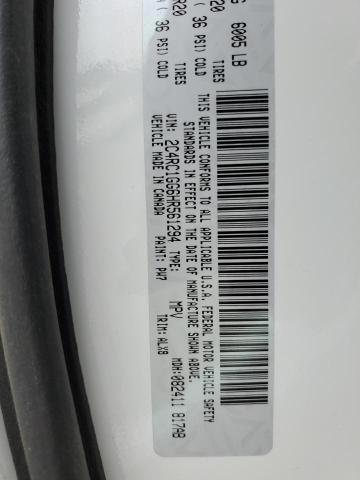 G 6005 LB
R20 TIRES
( 36 PSI) COLD
R20 TIRES
( 36 PSI) COLD
THIS VEHICLE CONFORMS TO ALL APPLICABLE U.S.A. FEDERAL MOTOR VEHICLE SAFETY
STANDARDS IN EFFECT ON THE DATE OF MANUFACTURE SHOWN ABOVE.
VIN: 2C4RC1GG6HR561294 TYPE: MPV MDH:082411 817AB
VEHICLE MADE IN CANADA PAINT: PW7 TRIM: ALX8